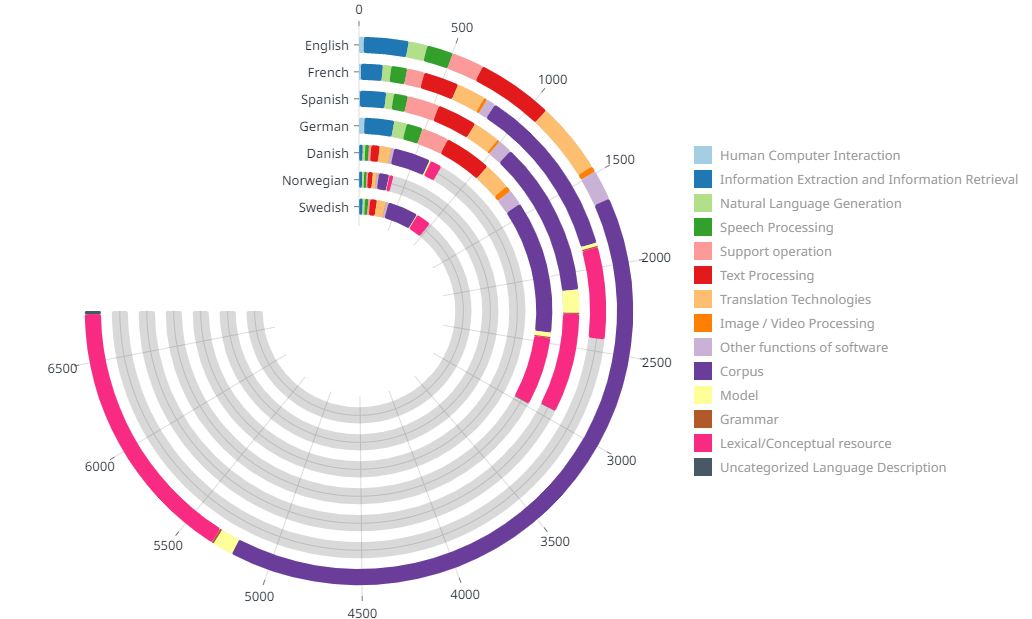 0
500
1000
1500
2000
2500
3000
3500
4000
4500
5000
5500
6000
6500
English
French
Spanish
German
Danish
Norwegian
Swedish
Human Computer Interaction
Information Extraction and Information Retrieval
Natural Language Generation
Speech Processing
Support operation
Text Processing
Translation Technologies
Image / Video Processing
Other functions of software
Corpus
Model
Grammar
Lexical/Conceptual resource
Uncategorized Language Description